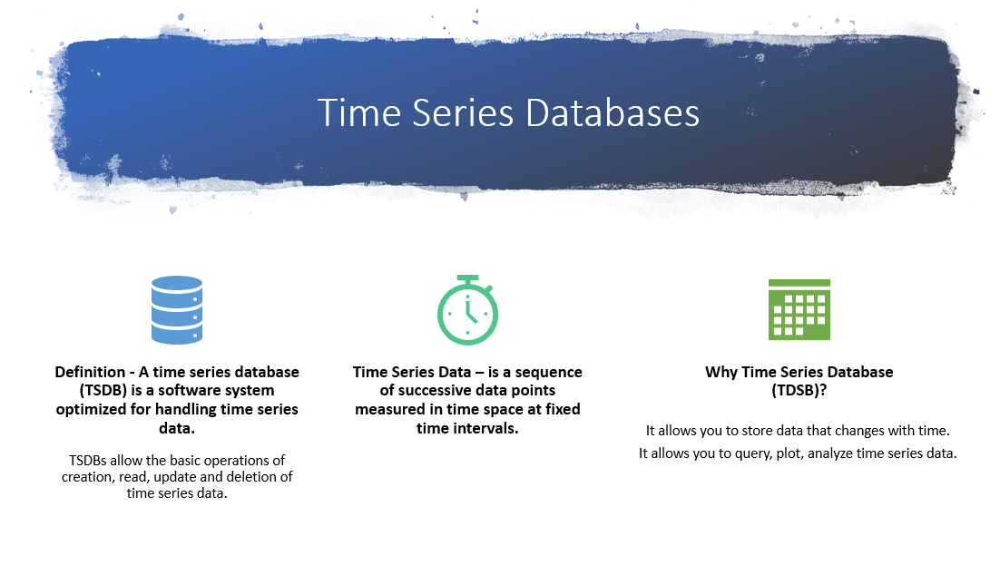 Time Series Databases
Definition - A time series database
(TSDB) is a software system
optimized for handling time series
data.
TSDBs allow the basic operations of
creation, read, update and deletion of
time series data.
Time Series Data – is a sequence
of successive data points
measured in time space at fixed
time intervals.
Why Time Series Database
(TDSB)?
It allows you to store data that changes with time.
It allows you to query, plot, analyze time series data.